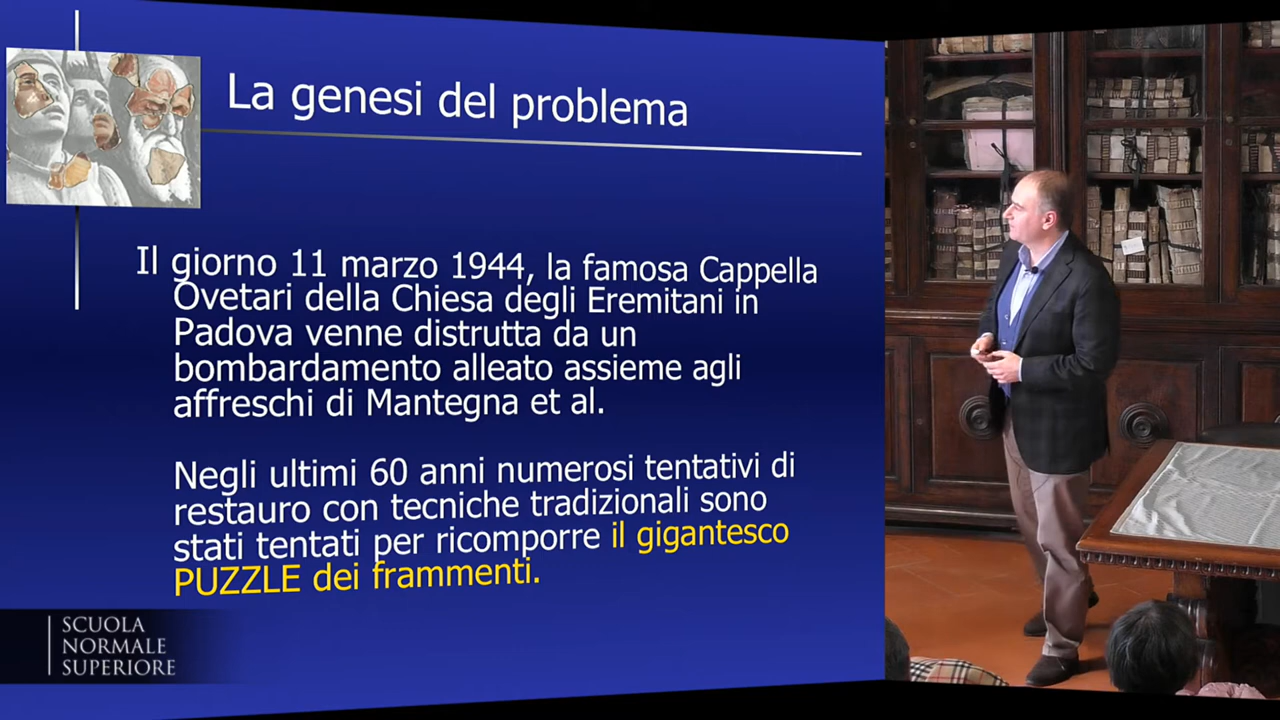 La genesi del problema
Il giorno 11 marzo 1944, la famosa Cappella
Ovetari della Chiesa degli Eremitani in
Padova venne distrutta da un
bombardamento alleato assieme agli
affreschi di Mantegna et al.
Negli ultimi 60 anni numerosi tentativi di
restauro con tecniche tradizionali sono
stati tentati per ricomporre il gigantesco
PUZZLE dei frammenti.
SCUOLA
NORMALE
SUPERIORE